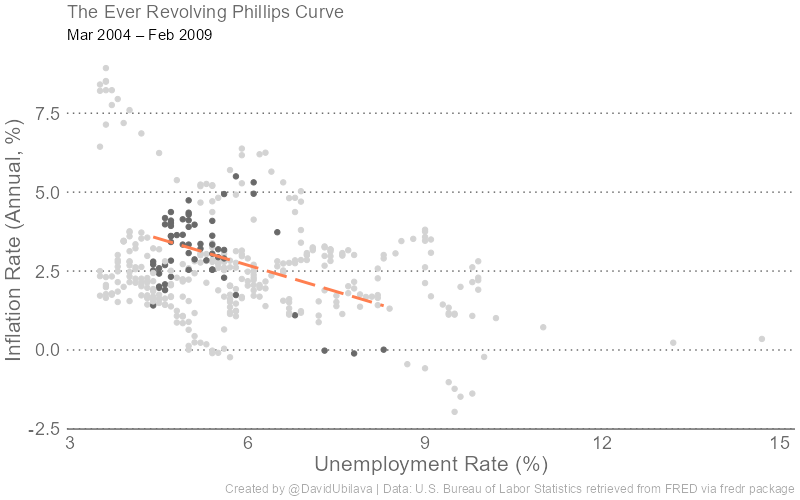 The Ever Revolving Phillips Curve
Mar 2004 – Feb 2009
Inflation Rate (Annual, %)
7.5
5.0
2.5
0.0
-2.5
3 6 9 12 15
Unemployment Rate (%)
Created by @DavidUbilava | Data: U.S. Bureau of Labor Statistics retrieved from FRED via fredr package